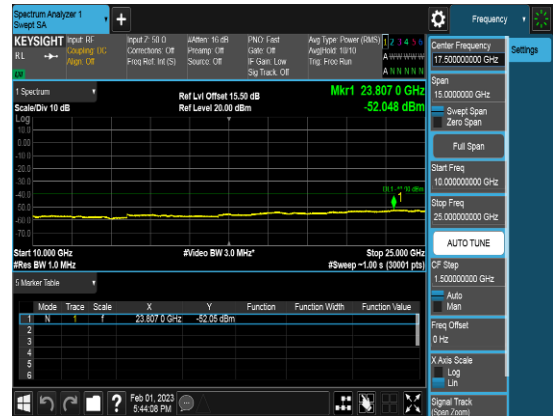 Spectrum Analyzer 1
Swept SA
Frequency
KEYSIGHT
RL
Input: RF
Coupling: DC
Align: Off
Input Z: 50 Ω
Corrections: Off
Freq Ref: Int (S)
#Atten: 16 dB
Preamp: Off
Source: Off
PNO: Fast
Gate: Off
IF Gain: Low
Sig Track: Off
Avg Type: Power (RMS)
Avg|Hold: 10/10
Trig: Free Run
1 2 3 4 5 6
A W W W W W
A N N N N N
1 Spectrum
Scale/Div 10 dB
Ref Lvl Offset 15.50 dB
Ref Level 20.00 dBm
Mkr1 23.807 0 GHz
-52.048 dBm
Log
10.0
0.00
-10.0
-20.0
-30.0
-40.0
-50.0
-60.0
-70.0
1
Start 10.000 GHz
#Res BW 1.0 MHz
#Video BW 3.0 MHz*
Stop 25.000 GHz
#Sweep ~1.00 s (30001 pts)
5 Marker Table
Mode Trace Scale X Y Function Function Width Function Value
1 N 1 f 23.807 0 GHz -52.05 dBm
2
3
4
5
6
Feb 01, 2023
5:44:08 PM
Center Frequency
17.500000000 GHz
Settings
Span
15.0000000 GHz
Swept Span
Zero Span
Full Span
Start Freq
10.000000000 GHz
Stop Freq
25.000000000 GHz
AUTO TUNE
CF Step
1.500000000 GHz
Auto
Man
Freq Offset
0 Hz
X Axis Scale
Log
Lin
Signal Track
(Span Zoom)